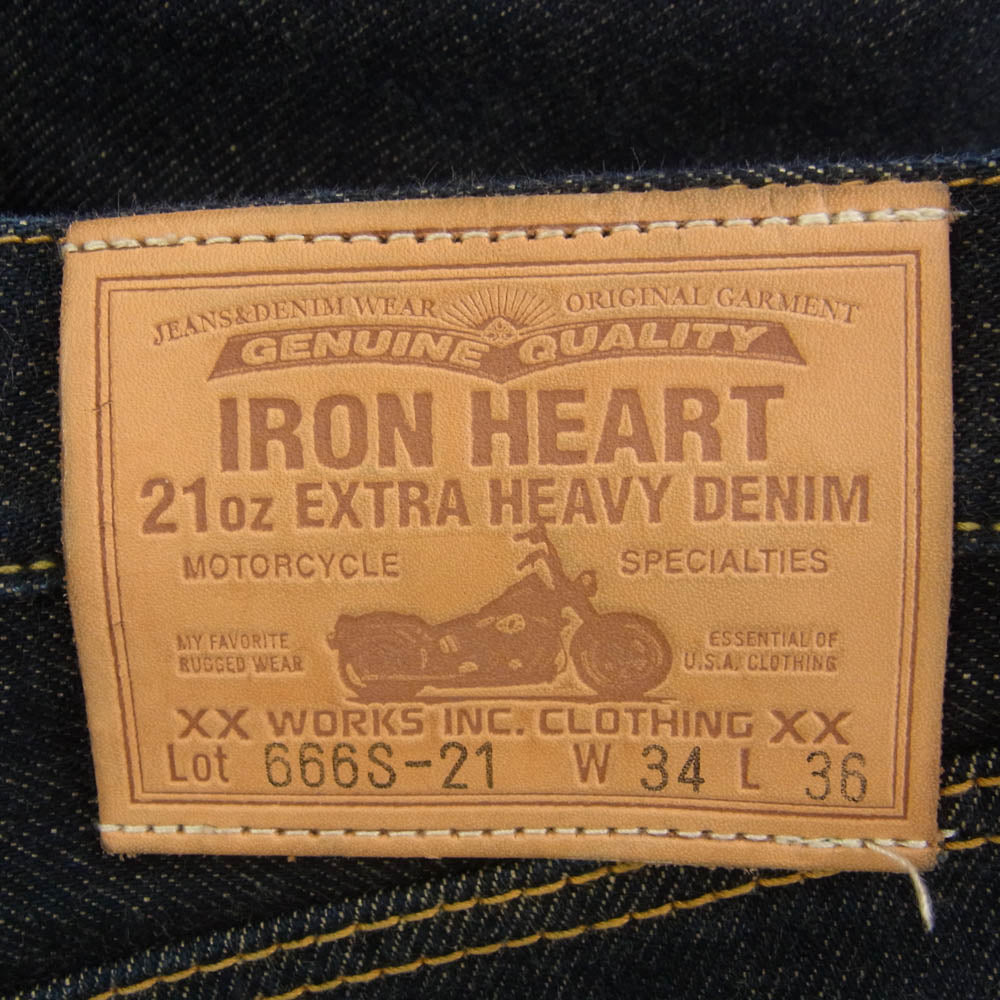 JEANS&DENIM WEAR ORIGINAL GARMENT
GENUINE QUALITY
IRON HEART
21oz EXTRA HEAVY DENIM
MOTORCYCLE SPECIALTIES
MY FAVORITE ESSENTIAL OF
RUGGED WEAR U.S.A. CLOTHING
XX WORKS INC. CLOTHING XX
Lot 666S-21 W 34 L 36